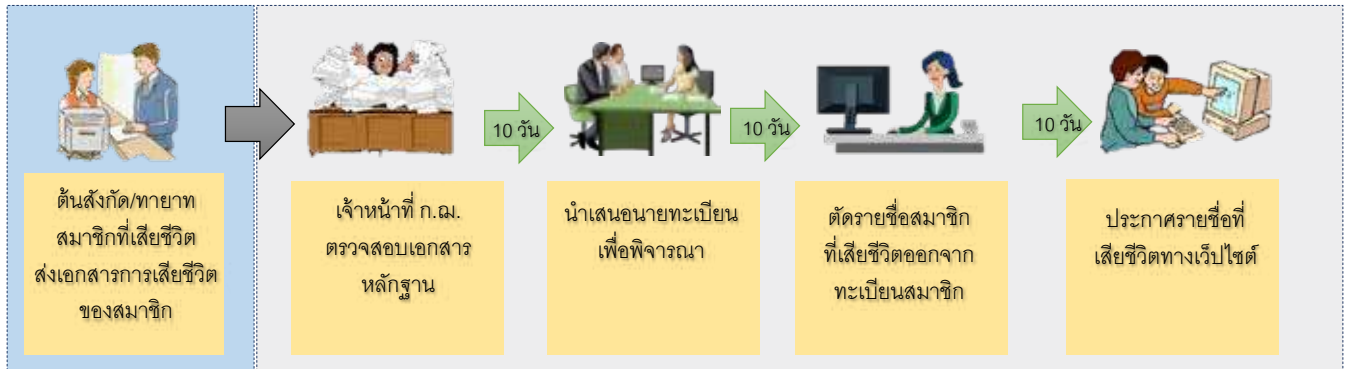 10 วัน
10 วัน
10 วัน
ต้นสังกัด/ทายาท
สมาชิกที่เสียชีวิต
ส่งเอกสารการเสียชีวิต
ของสมาชิก
เจ้าหน้าที่ ก.ฌ.
ตรวจสอบเอกสาร
หลักฐาน
นำเสนอนายทะเบียน
เพื่อพิจารณา
ตัดรายชื่อสมาชิก
ที่เสียชีวิตออกจาก
ทะเบียนสมาชิก
ประกาศรายชื่อที่
เสียชีวิตทางเว็ปไซต์